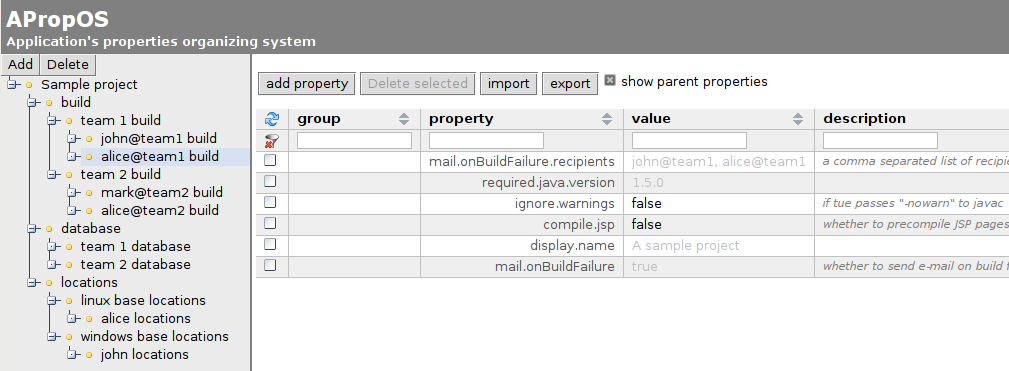 APropOS
Application's properties organizing system
Add Delete
Sample project
build
team 1 build
john@team1 build
alice@team1 build
team 2 build
mark@team2 build
alice@team2 build
database
team 1 database
team 2 database
locations
linux base locations
alice locations
windows base locations
john locations
add property Delete selected import export show parent properties
group property value description
mail.onBuildFailure.recipients john@team1, alice@team1 a comma separated list of
required.java.version 1.5.0
ignore.warnings false if tue passes "-nowarn" to javac
compile.jsp false whether to precompile JSP pages
display.name A sample project
mail.onBuildFailure true whether to send e-mail on build